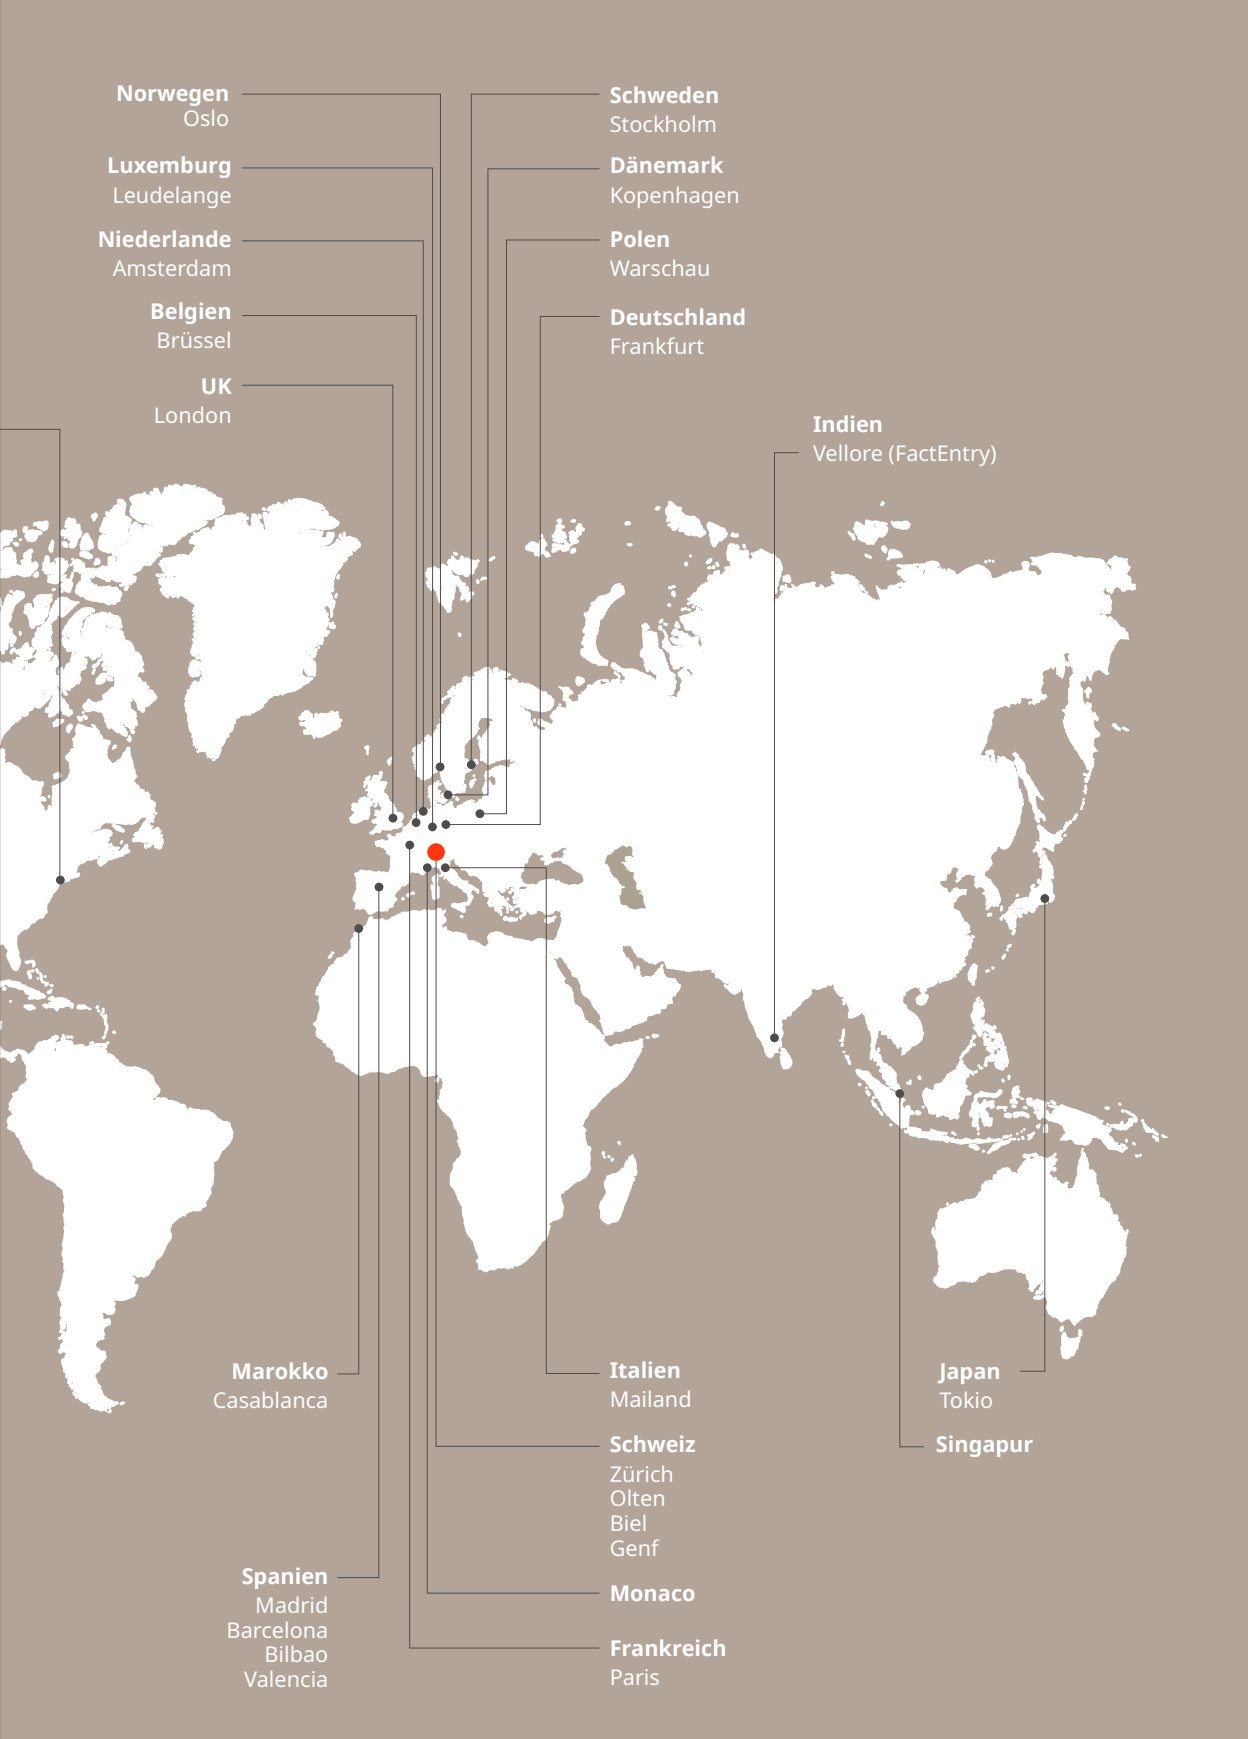 Norwegen
Oslo
Luxemburg
Leudelange
Niederlande
Amsterdam
Belgien
Brüssel
UK
London
Schweden
Stockholm
Dänemark
Kopenhagen
Polen
Warschau
Deutschland
Frankfurt
Indien
Vellore (FactEntry)
Marokko
Casablanca
Spanien
Madrid
Barcelona
Bilbao
Valencia
Italien
Mailand
Schweiz
Zürich
Olten
Biel
Genf
Monaco
Frankreich
Paris
Japan
Tokio
Singapur